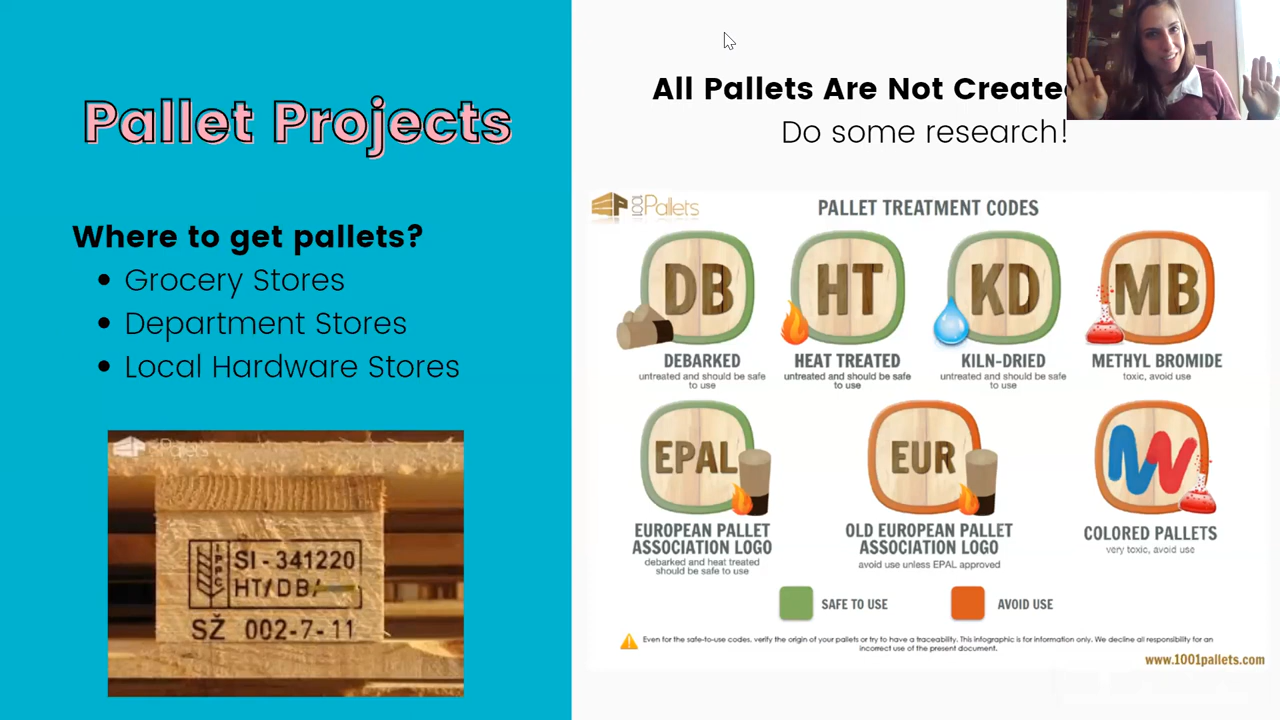 Pallet Projects
Where to get pallets?
• Grocery Stores
• Department Stores
• Local Hardware Stores
Pallets
IPPC
SI - 341220
HT/DB/
SŽ 002-7-11
All Pallets Are Not Create
Do some research!
1001 Pallets
PALLET TREATMENT CODES
DB
HT
KD
MB
DEBARKED
untreated and should be safe
to use
HEAT TREATED
untreated and should be safe
to use
KILN-DRIED
untreated and should be safe
to use
METHYL BROMIDE
toxic, avoid use
EPAL
EUR
EUROPEAN PALLET
ASSOCIATION LOGO
debarked and heat treated
should be safe to use
OLD EUROPEAN PALLET
ASSOCIATION LOGO
avoid use unless EPAL approved
COLORED PALLETS
very toxic, avoid use
SAFE TO USE
AVOID USE
Even for the safe-to-use codes, verify the origin of your pallets or try to have a traceability. This infographic is for information only. We decline all responsibility for an
incorrect use of the present document.
www.1001pallets.com